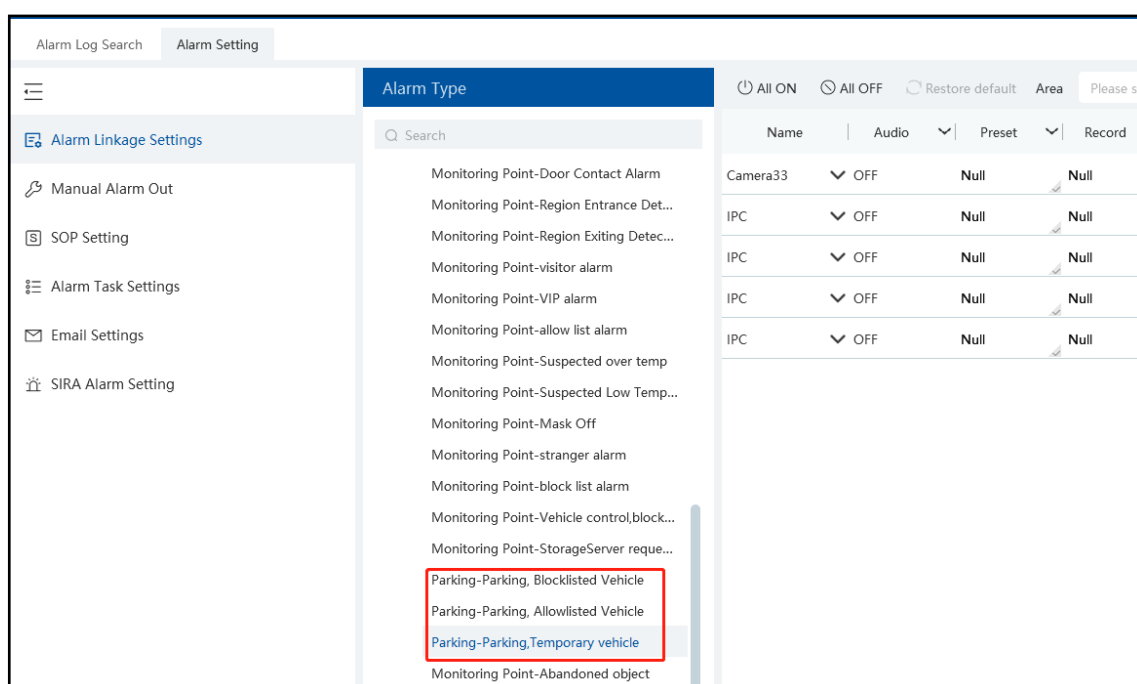 Alarm Log Search
Alarm Setting
Alarm Linkage Settings
Manual Alarm Out
SOP Setting
Alarm Task Settings
Email Settings
SIRA Alarm Setting
Alarm Type
Search
Monitoring Point-Door Contact Alarm
Monitoring Point-Region Entrance Det...
Monitoring Point-Region Exiting Detec...
Monitoring Point-visitor alarm
Monitoring Point-VIP alarm
Monitoring Point-allow list alarm
Monitoring Point-Suspected over temp
Monitoring Point-Suspected Low Temp...
Monitoring Point-Mask Off
Monitoring Point-stranger alarm
Monitoring Point-block list alarm
Monitoring Point-Vehicle control,block...
Monitoring Point-StorageServer reque...
Parking-Parking, Blocklisted Vehicle
Parking-Parking, Allowlisted Vehicle
Parking-Parking,Temporary vehicle
Monitoring Point-Abandoned object
All ON All OFF Restore default Area Please s
Name Audio Preset Record
Camera33 OFF Null Null
IPC OFF Null Null
IPC OFF Null Null
IPC OFF Null Null
IPC OFF Null Null